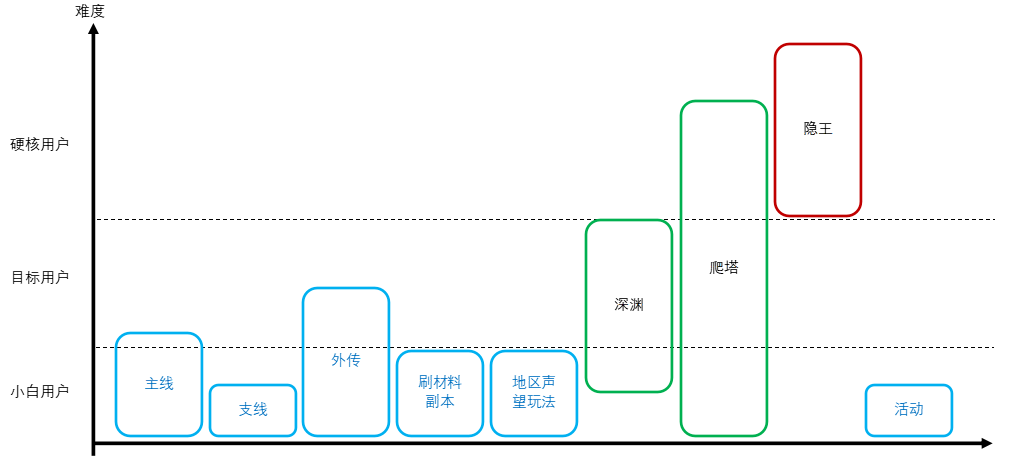 难度
硬核用户
目标用户
小白用户
主线
支线
外传
刷材料
副本
地区声
望玩法
深渊
爬塔
隐王
活动